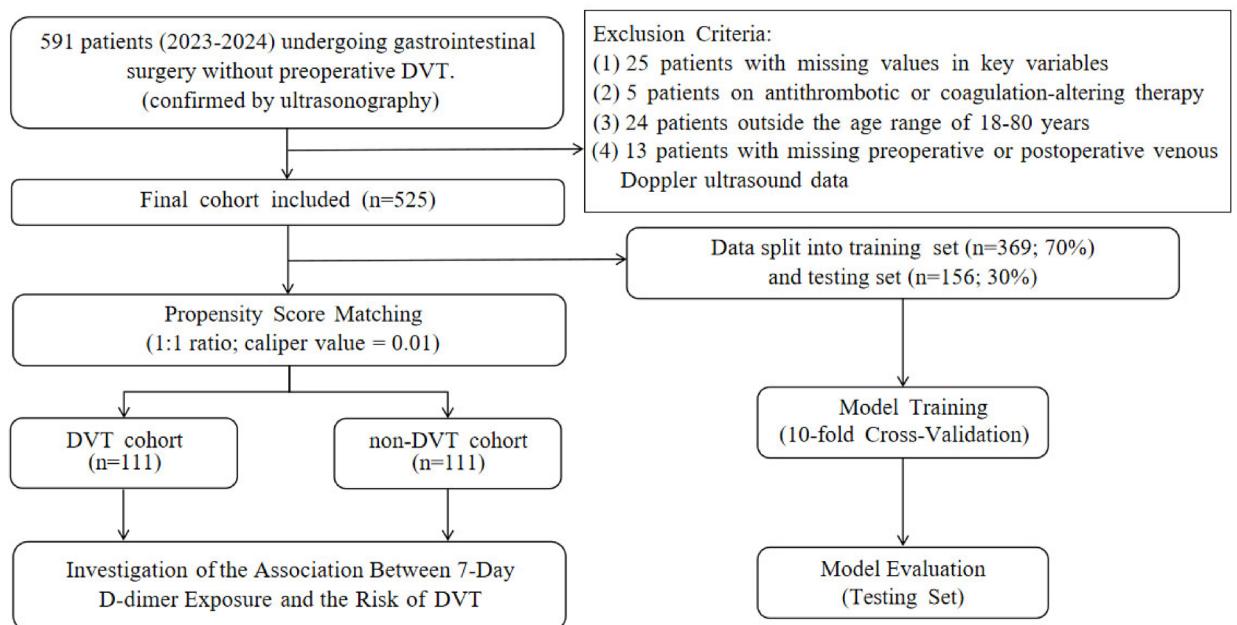 591 patients (2023-2024) undergoing gastrointestinal
surgery without preoperative DVT.
(confirmed by ultrasonography)
Exclusion Criteria:
(1) 25 patients with missing values in key variables
(2) 5 patients on antithrombotic or coagulation-altering therapy
(3) 24 patients outside the age range of 18-80 years
(4) 13 patients with missing preoperative or postoperative venous
Doppler ultrasound data
Final cohort included (n=525)
Data split into training set (n=369; 70%)
and testing set (n=156; 30%)
Propensity Score Matching
(1:1 ratio; caliper value = 0.01)
DVT cohort
(n=111)
non-DVT cohort
(n=111)
Model Training
(10-fold Cross-Validation)
Investigation of the Association Between 7-Day
D-dimer Exposure and the Risk of DVT
Model Evaluation
(Testing Set)